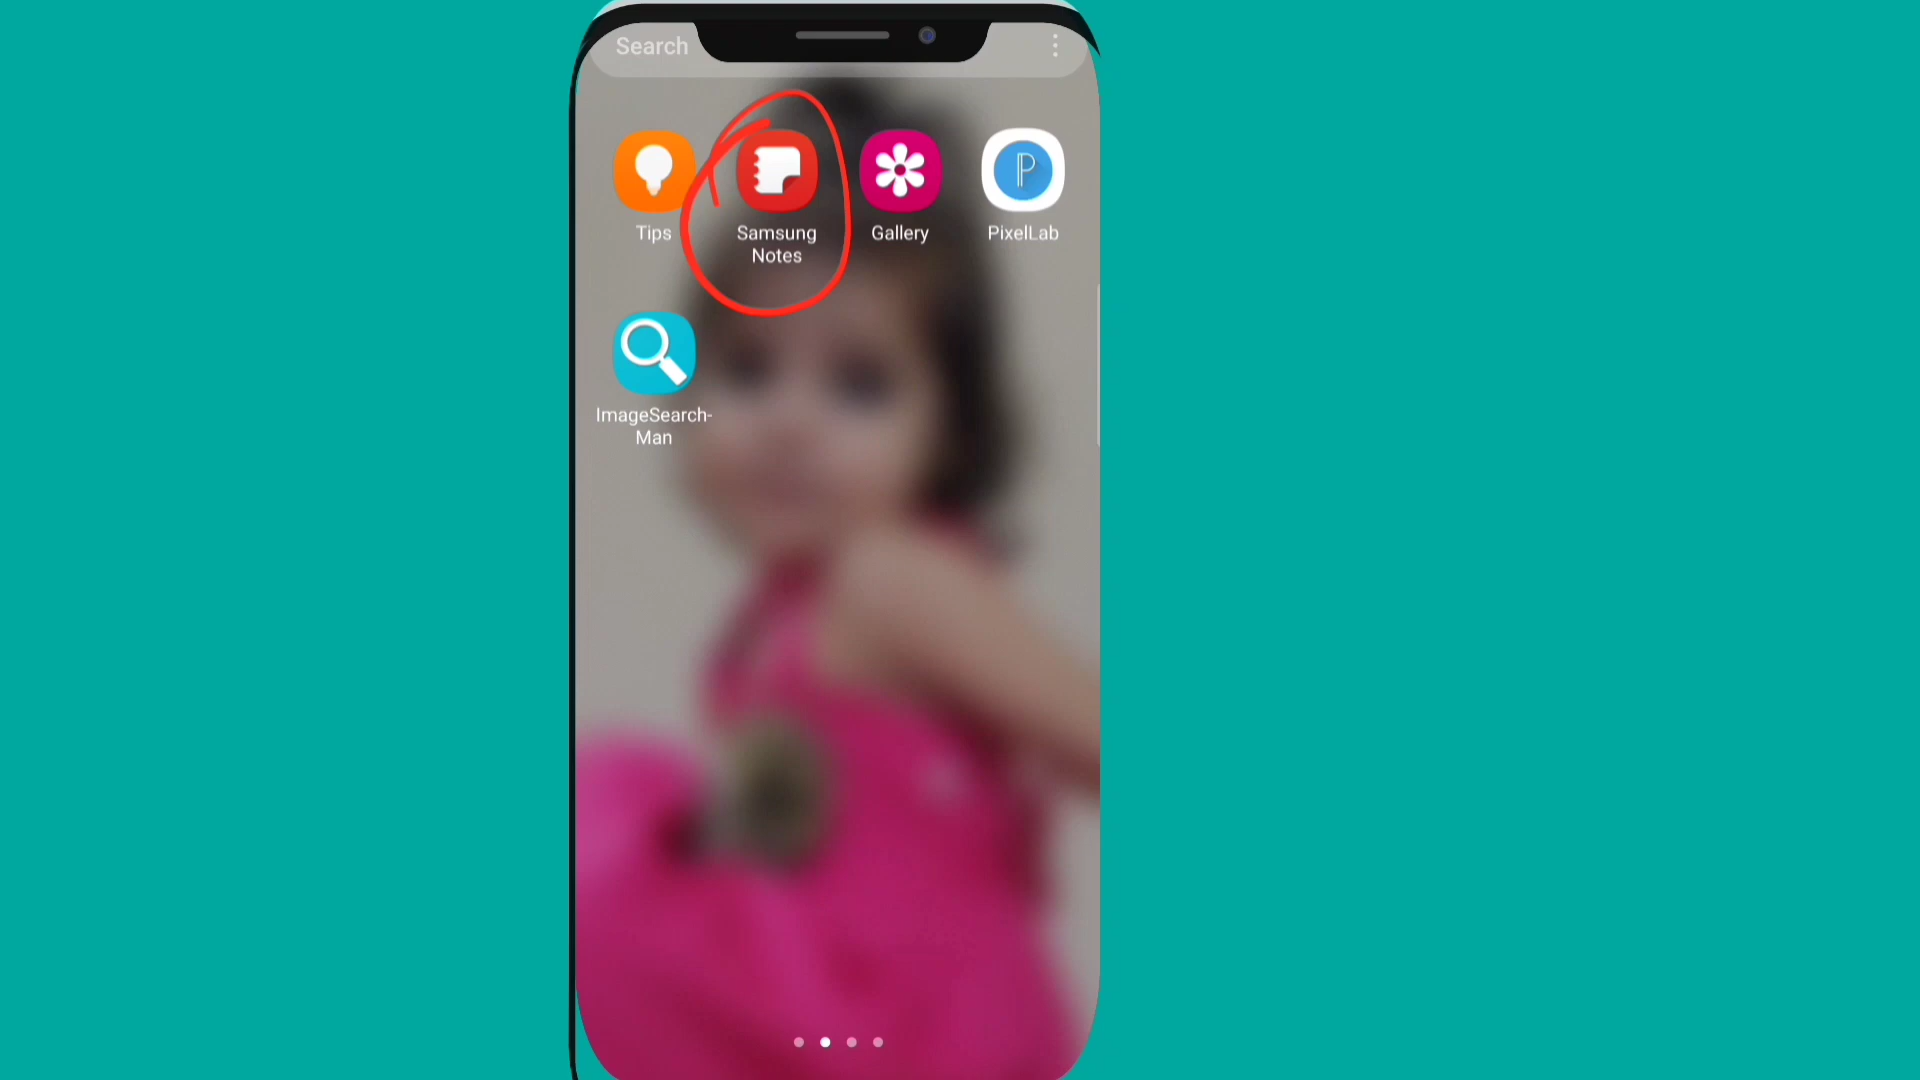 Search
Tips
Samsung
Notes
Gallery
PixelLab
ImageSearch-
Man